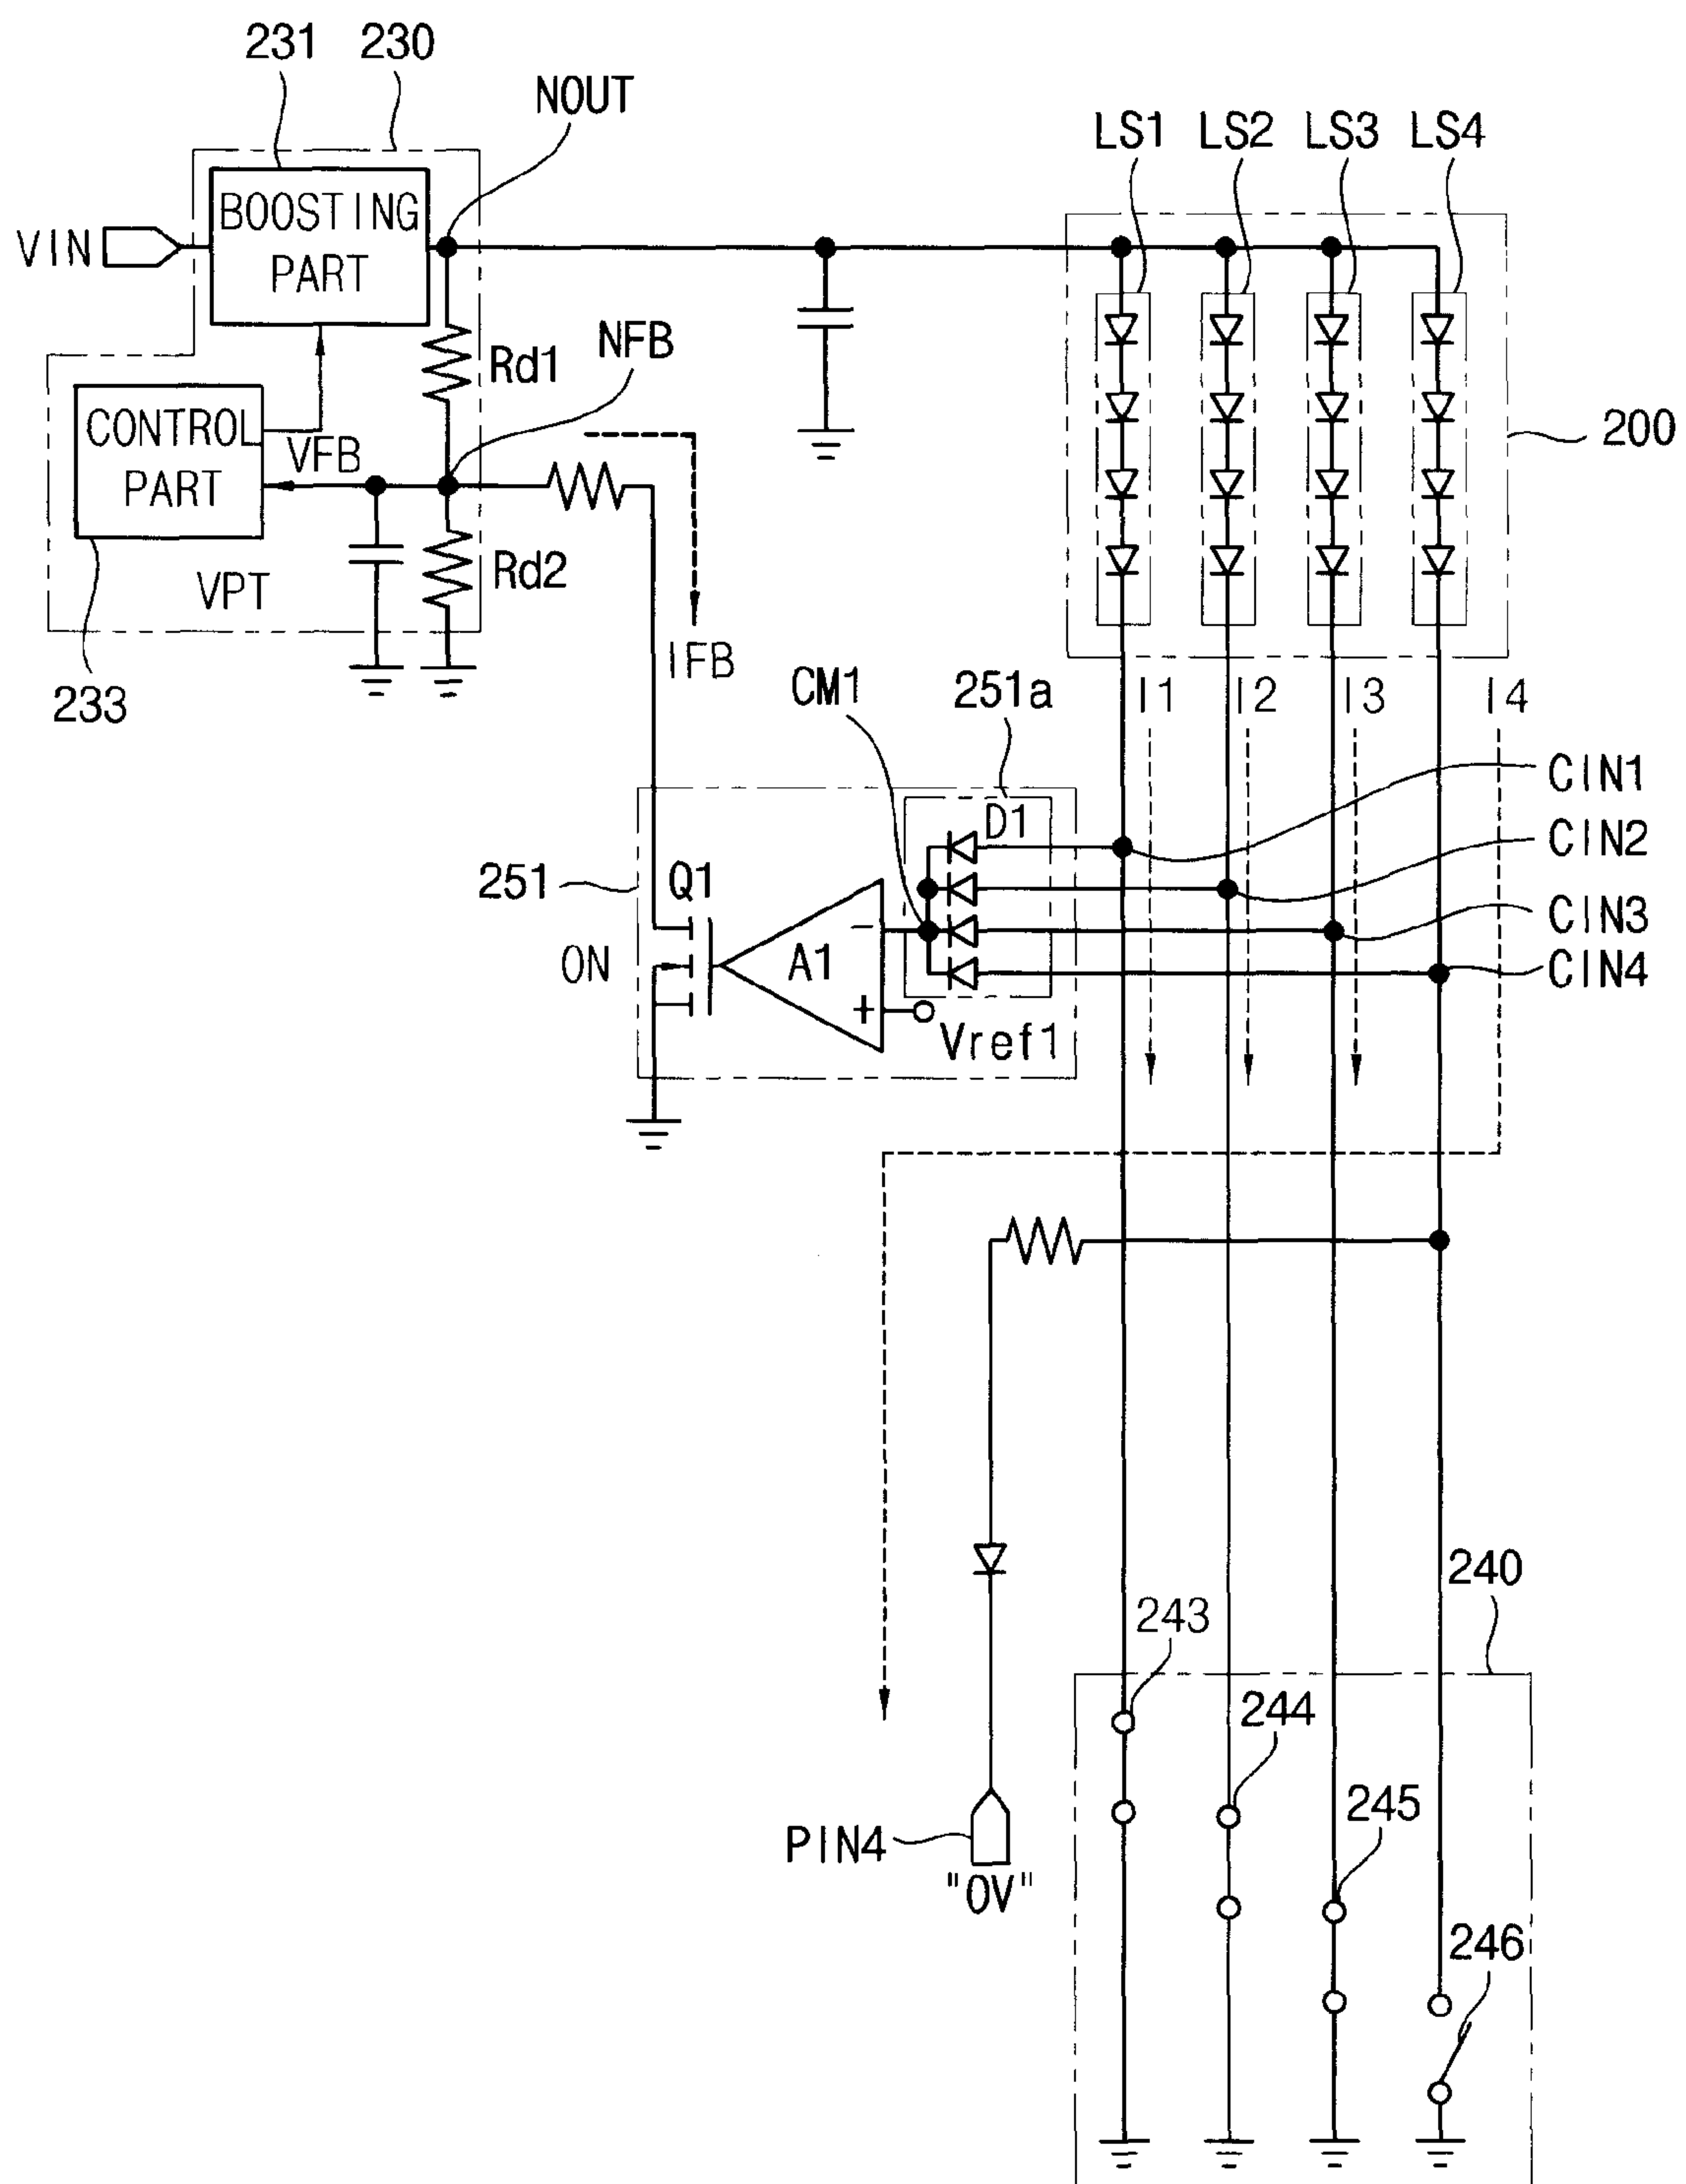 231 230
NOUT
LS1 LS2 LS3 LS4
VIN
BOOSTING
PART
Rd1
NFB
CONTROL
PART
VFB
200
VPT
Rd2
233
IFB
CM1
251a
I1 I2 I3 I4
CIN1
D1
CIN2
251
Q1
CIN3
ON
A1
−
+
CIN4
Vref1
240
243
244
245
PIN4
"0V"
246